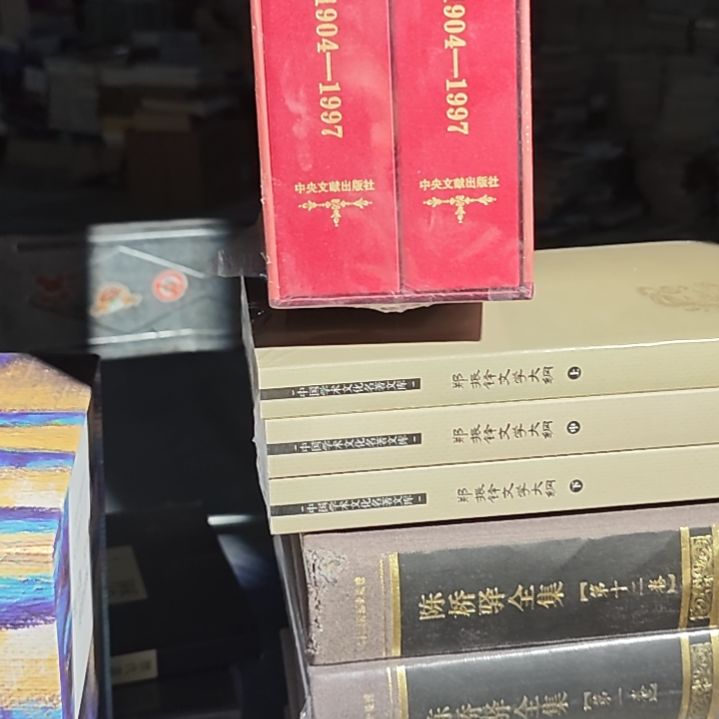 1904—1997
中央文献出版社
1904—1997
中央文献出版社
中国学术文化名著文库
郑振铎文学大纲 上
中国学术文化名著文库
郑振铎文学大纲 中
中国学术文化名著文库
郑振铎文学大纲 下
陈桥驿全集 【第十二卷】
陈桥驿全集 【第一卷】